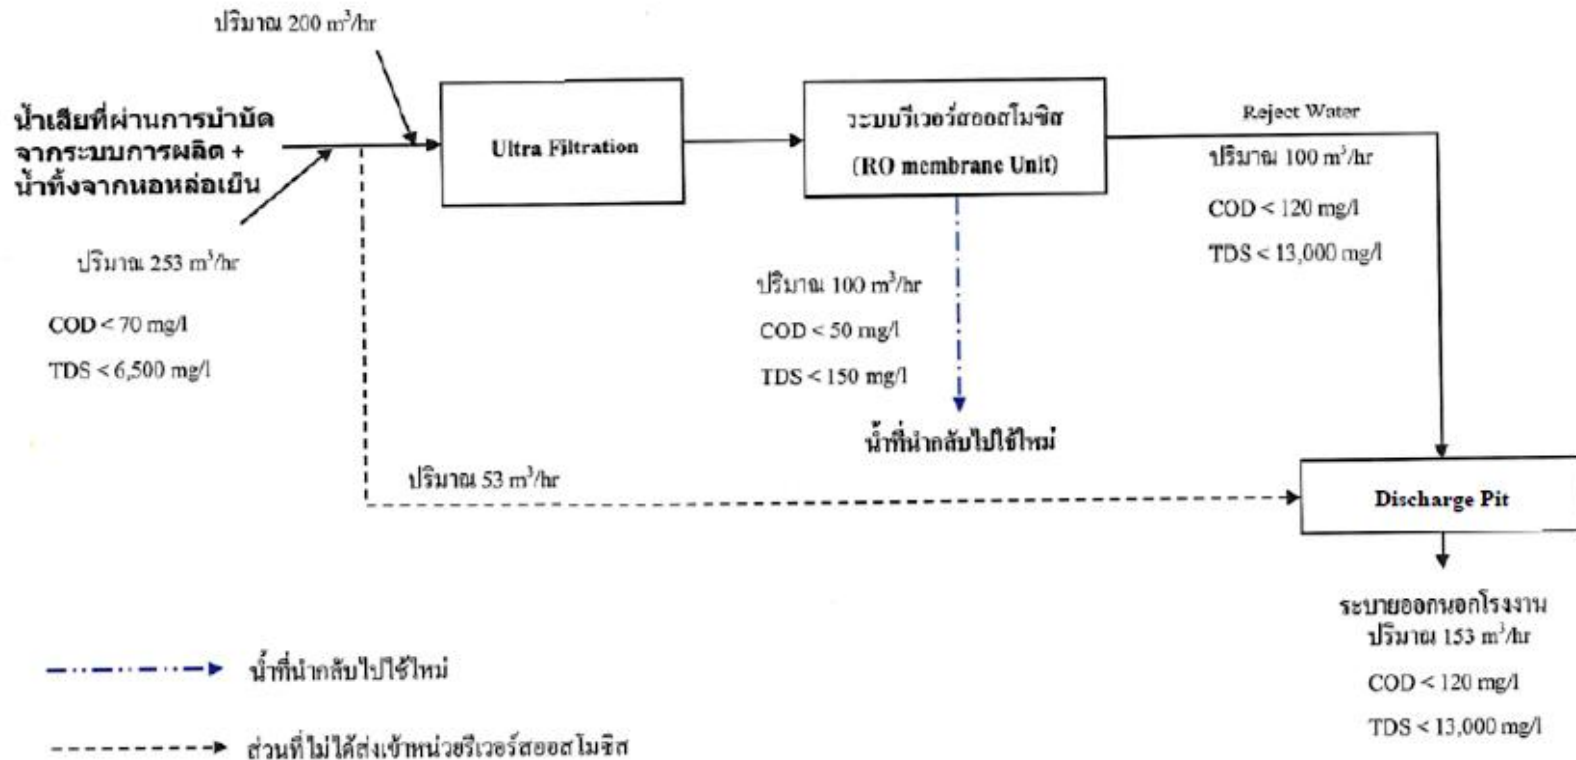 ปริมาณ 200 m³/hr
น้ำเสียที่ผ่านการบำบัด
จากระบบการผลิต +
น้ำทิ้งจากหอหล่อเย็น
ปริมาณ 253 m³/hr
COD < 70 mg/l
TDS < 6,500 mg/l
Ultra Filtration
ระบบรีเวอร์สออสโมซิส
(RO membrane Unit)
Reject Water
ปริมาณ 100 m³/hr
COD < 120 mg/l
TDS < 13,000 mg/l
ปริมาณ 100 m³/hr
COD < 50 mg/l
TDS < 150 mg/l
น้ำที่นำกลับไปใช้ใหม่
ปริมาณ 53 m³/hr
Discharge Pit
ระบายออกนอกโรงงาน
ปริมาณ 153 m³/hr
COD < 120 mg/l
TDS < 13,000 mg/l
น้ำที่นำกลับไปใช้ใหม่
ส่วนที่ไม่ได้ส่งเข้าหน่วยรีเวอร์สออสโมซิส